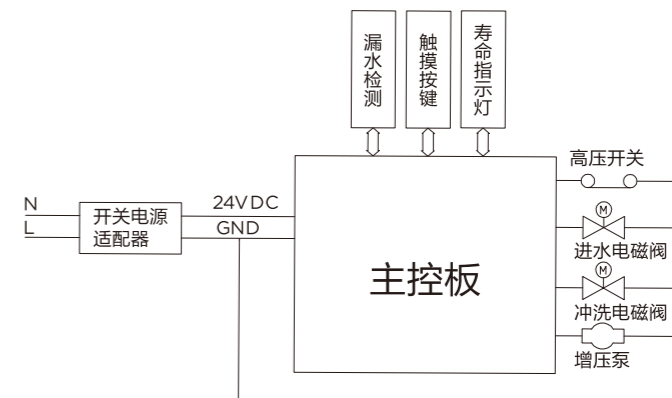 漏水检测
触摸按键
寿命指示灯
高压开关
N
L
开关电源
适配器
24VDC
GND
主控板
M
进水电磁阀
M
冲洗电磁阀
增压泵